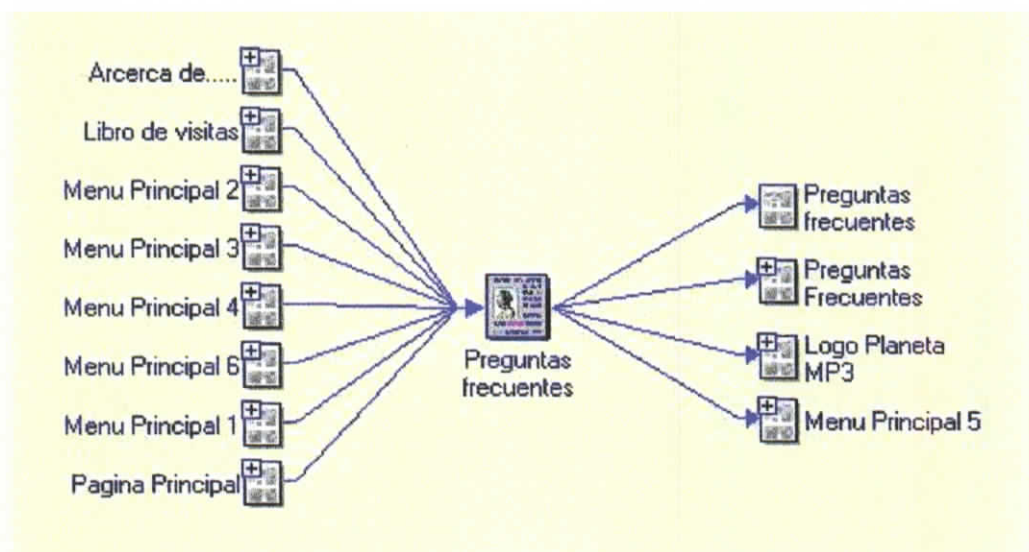 Arcerca de.....
Libro de visitas
Menu Principal 2
Menu Principal 3
Menu Principal 4
Menu Principal 6
Menu Principal 1
Pagina Principal
Preguntas
frecuentes
Preguntas
frecuentes
Preguntas
Frecuentes
Logo Planeta
MP3
Menu Principal 5